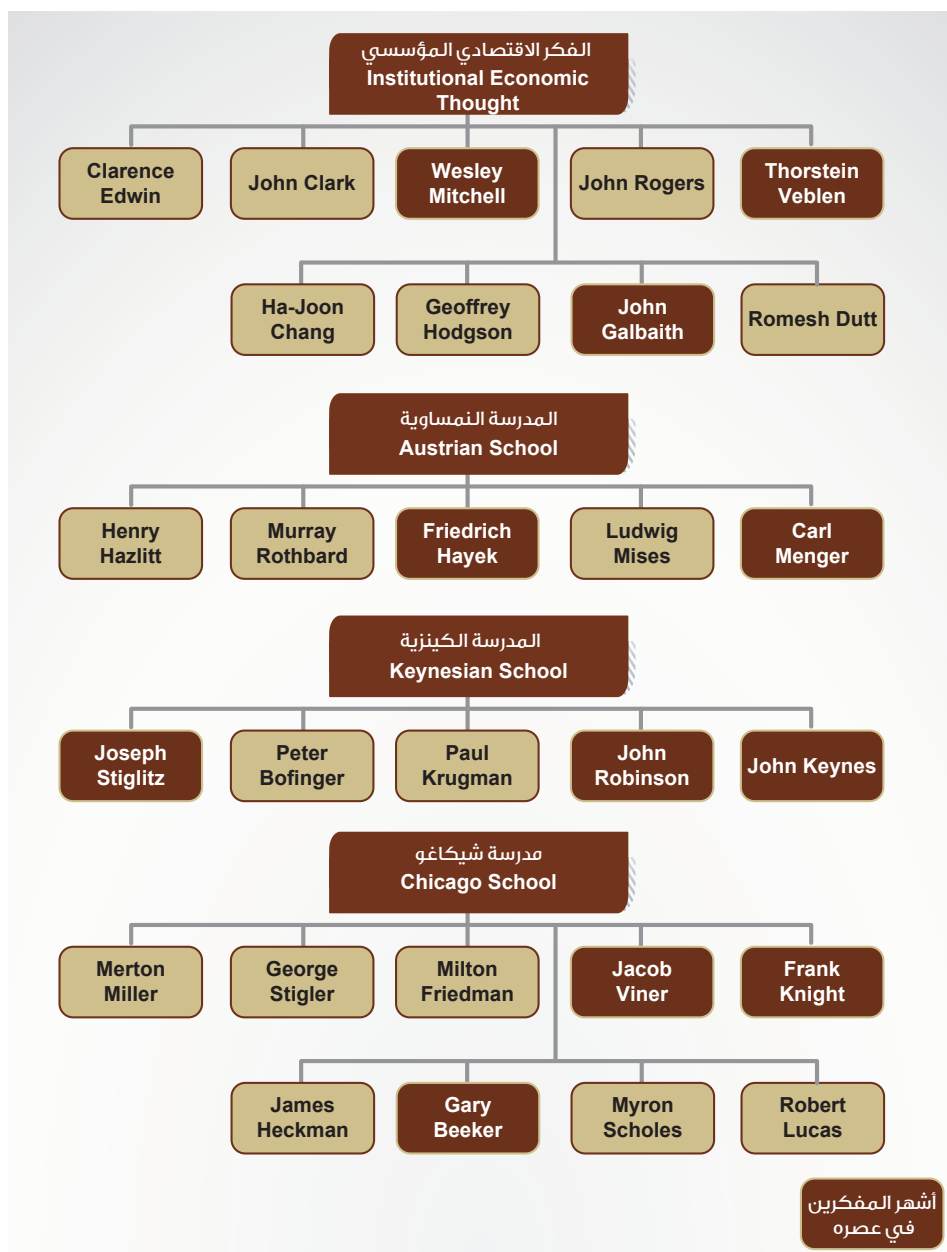 الفكر الاقتصادي المؤسسي
Institutional Economic
Thought
Clarence
Edwin
John Clark
Wesley
Mitchell
John Rogers
Thorstein
Veblen
Ha-Joon
Chang
Geoffrey
Hodgson
John
Galbaith
Romesh Dutt
المدرسة النمساوية
Austrian School
Henry
Hazlitt
Murray
Rothbard
Friedrich
Hayek
Ludwig
Mises
Carl
Menger
المدرسة الكينزية
Keynesian School
Joseph
Stiglitz
Peter
Bofinger
Paul
Krugman
John
Robinson
John Keynes
مدرسة شيكاغو
Chicago School
Merton
Miller
George
Stigler
Milton
Friedman
Jacob
Viner
Frank
Knight
James
Heckman
Gary
Beeker
Myron
Scholes
Robert
Lucas
أشهر المفكرين
في عصره